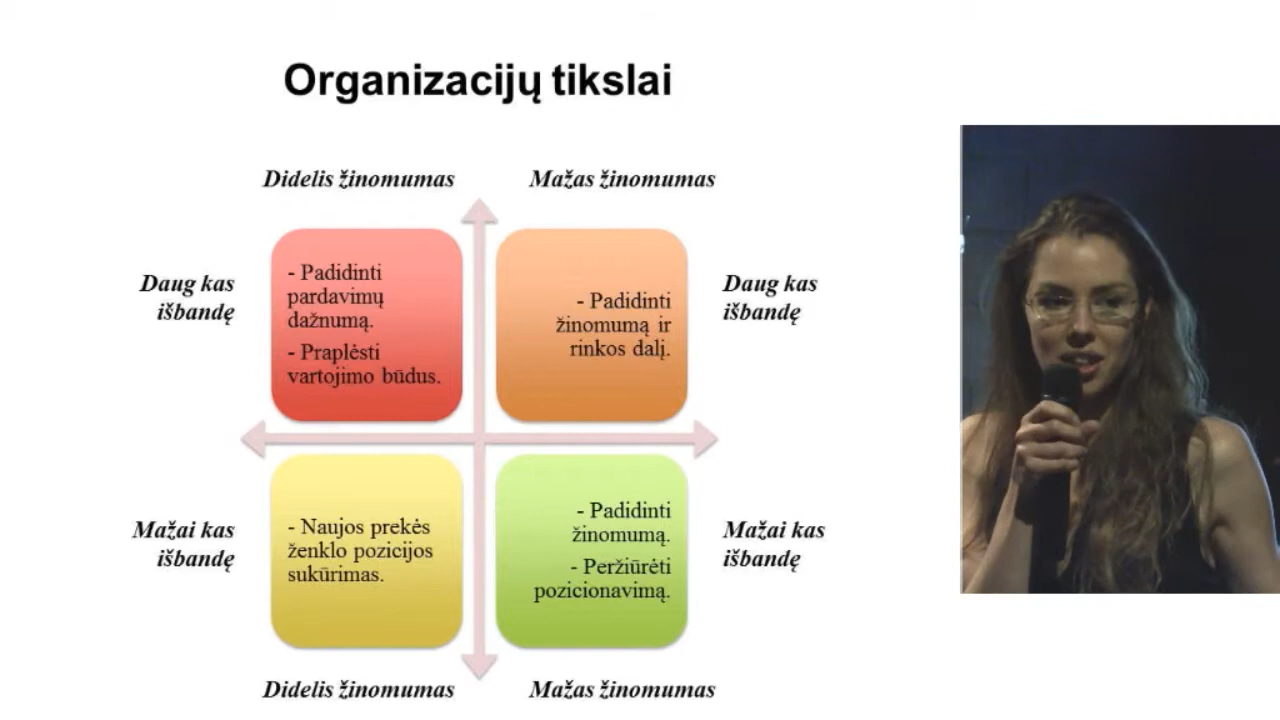 Organizacijų tikslai
Didelis žinomumas
Mažas žinomumas
Daug kas
išbandę
- Padidinti
pardavimų
dažnumą.
- Praplėsti
vartojimo būdus.
- Padidinti
žinomumą ir
rinkos dalį.
Daug kas
išbandę
Mažai kas
išbandę
- Naujos prekės
ženklo pozicijos
sukūrimas.
- Padidinti
žinomumą.
- Peržiūrėti
pozicionavimą.
Mažai kas
išbandę
Didelis žinomumas
Mažas žinomumas